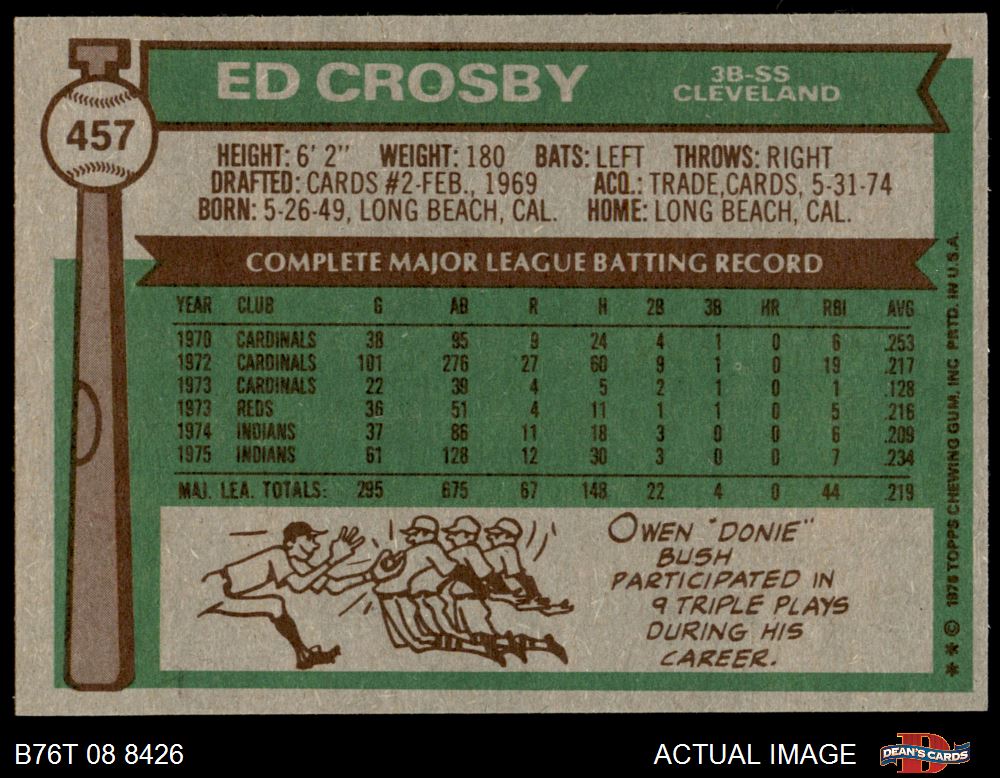 ED CROSBY
3B-SS
CLEVELAND
457
HEIGHT: 6' 2" WEIGHT: 180 BATS: LEFT THROWS: RIGHT
DRAFTED: CARDS #2-FEB., 1969 ACQ.: TRADE,CARDS, 5-31-74
BORN: 5-26-49, LONG BEACH, CAL. HOME: LONG BEACH, CAL.
COMPLETE MAJOR LEAGUE BATTING RECORD
YEAR CLUB G AB R H 2B 3B HR RBI AVG
1970 CARDINALS 38 95 9 24 4 1 0 6 .253
1972 CARDINALS 101 276 27 60 9 1 0 19 .217
1973 CARDINALS 22 39 4 5 2 1 0 1 .128
1973 REDS 36 51 4 11 1 1 0 5 .216
1974 INDIANS 37 86 11 18 3 0 0 6 .209
1975 INDIANS 61 128 12 30 3 0 0 7 .234
MAJ. LEA. TOTALS: 295 675 67 148 22 4 0 44 .219
OWEN "DONIE"
BUSH
PARTICIPATED IN
9 TRIPLE PLAYS
DURING HIS
CAREER.
** © 1976 TOPPS CHEWING GUM, INC PRTD. IN U.S.A.
B76T 08 8426
ACTUAL IMAGE
D
DEAN'S CARDS